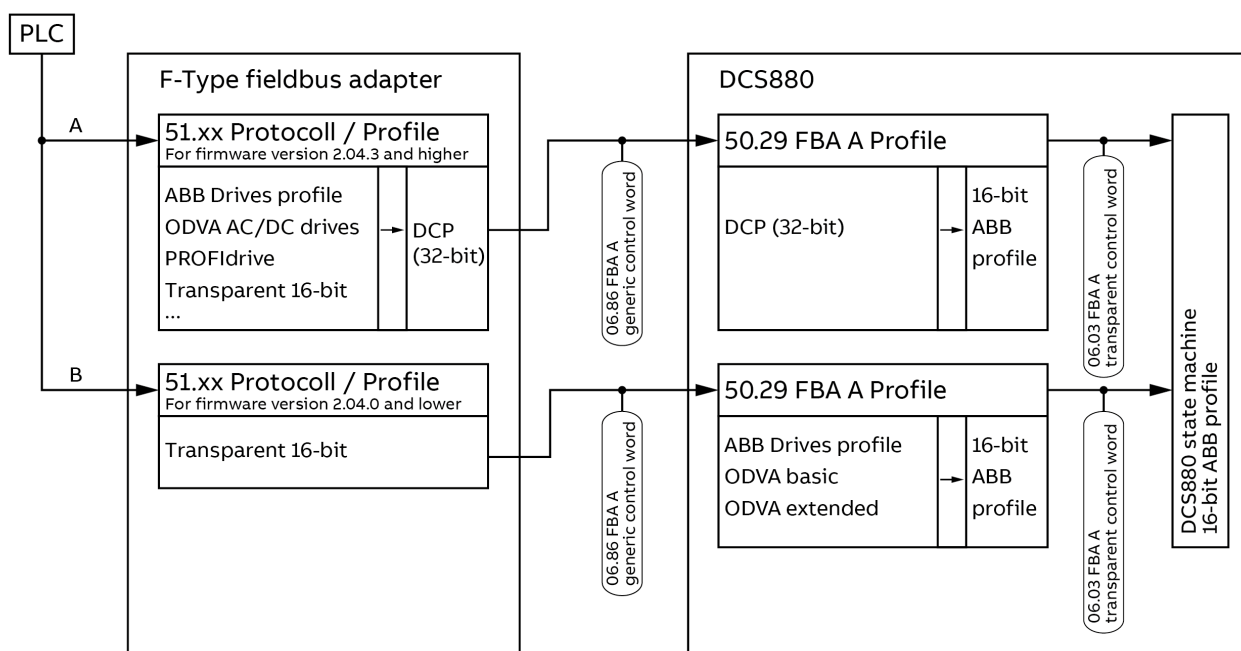 PLC
F-Type fieldbus adapter
DCS880
A
51.xx Protocoll / Profile
For firmware version 2.04.3 and higher
ABB Drives profile
ODVA AC/DC drives
PROFIdrive
Transparent 16-bit
...
DCP
(32-bit)
06.86 FBA A
generic control word
50.29 FBA A Profile
DCP (32-bit)
16-bit
ABB
profile
06.03 FBA A
transparent control word
B
51.xx Protocoll / Profile
For firmware version 2.04.0 and lower
Transparent 16-bit
06.86 FBA A
generic control word
50.29 FBA A Profile
ABB Drives profile
ODVA basic
ODVA extended
16-bit
ABB
profile
06.03 FBA A
transparent control word
DCS880 state machine
16-bit ABB profile